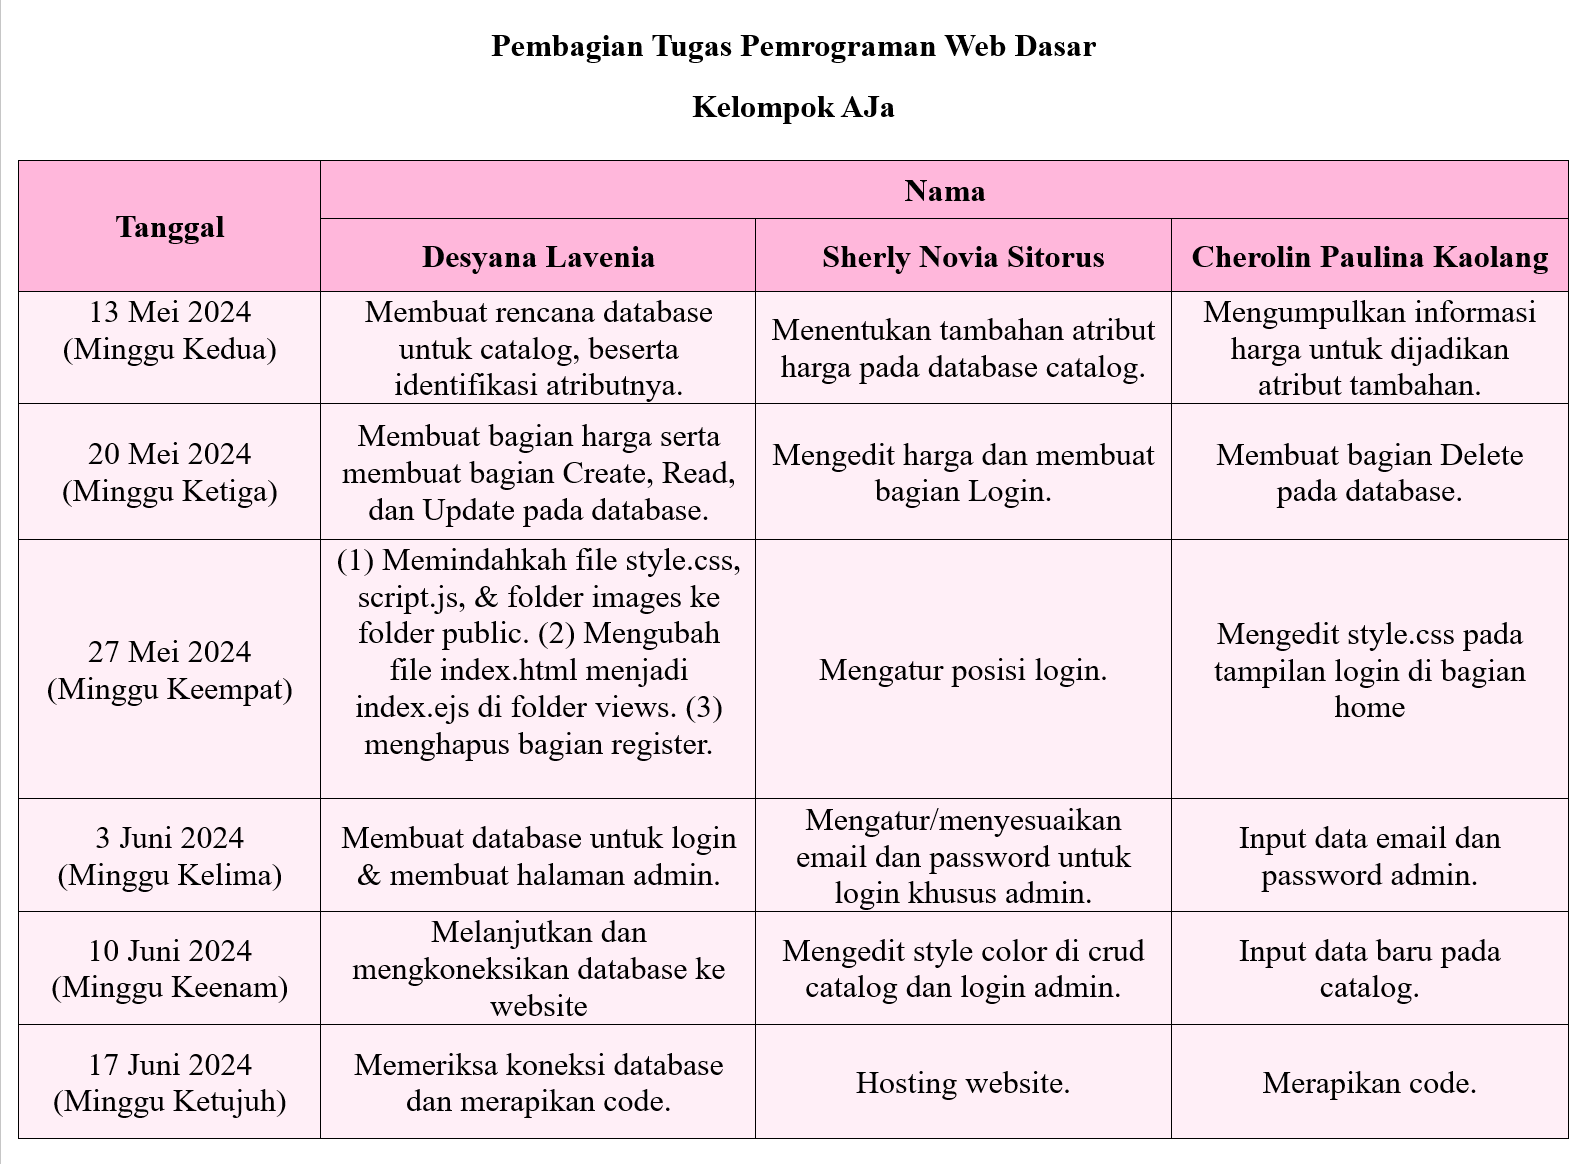 Pembagian Tugas Pemrograman Web Dasar
Kelompok AJa
Tanggal
Nama
Desyana Lavenia
Sherly Novia Sitorus
Cherolin Paulina Kaolang
13 Mei 2024
(Minggu Kedua)
Membuat rencana database
untuk catalog, beserta
identifikasi atributnya.
Menentukan tambahan atribut
harga pada database catalog.
Mengumpulkan informasi
harga untuk dijadikan
atribut tambahan.
20 Mei 2024
(Minggu Ketiga)
Membuat bagian harga serta
membuat bagian Create, Read,
dan Update pada database.
Mengedit harga dan membuat
bagian Login.
Membuat bagian Delete
pada database.
27 Mei 2024
(Minggu Keempat)
(1) Memindahkah file style.css,
script.js, & folder images ke
folder public. (2) Mengubah
file index.html menjadi
index.ejs di folder views. (3)
menghapus bagian register.
Mengatur posisi login.
Mengedit style.css pada
tampilan login di bagian
home
3 Juni 2024
(Minggu Kelima)
Membuat database untuk login
& membuat halaman admin.
Mengatur/menyesuaikan
email dan password untuk
login khusus admin.
Input data email dan
password admin.
10 Juni 2024
(Minggu Keenam)
Melanjutkan dan
mengkoneksikan database ke
website
Mengedit style color di crud
catalog dan login admin.
Input data baru pada
catalog.
17 Juni 2024
(Minggu Ketujuh)
Memeriksa koneksi database
dan merapikan code.
Hosting website.
Merapikan code.